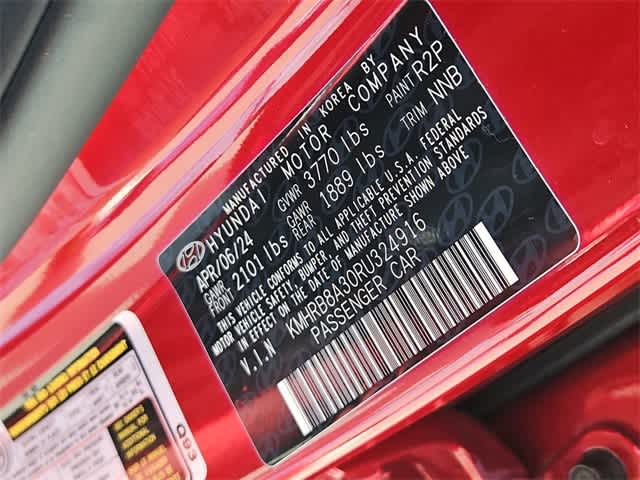 MANUFACTURED IN KOREA BY
HYUNDAI MOTOR COMPANY
APR/06/24 GVWR 3770 lbs PAINT R2P
GAWR FRONT 2101 lbs GAWR REAR 1889 lbs TRIM NNB
THIS VEHICLE CONFORMS TO ALL APPLICABLE U.S.A. FEDERAL
MOTOR VEHICLE SAFETY, BUMPER, AND THEFT PREVENTION STANDARDS
IN EFFECT ON THE DATE OF MANUFACTURE SHOWN ABOVE
V.I.N KMHRB8A30RU324916
PASSENGER CAR
Q93